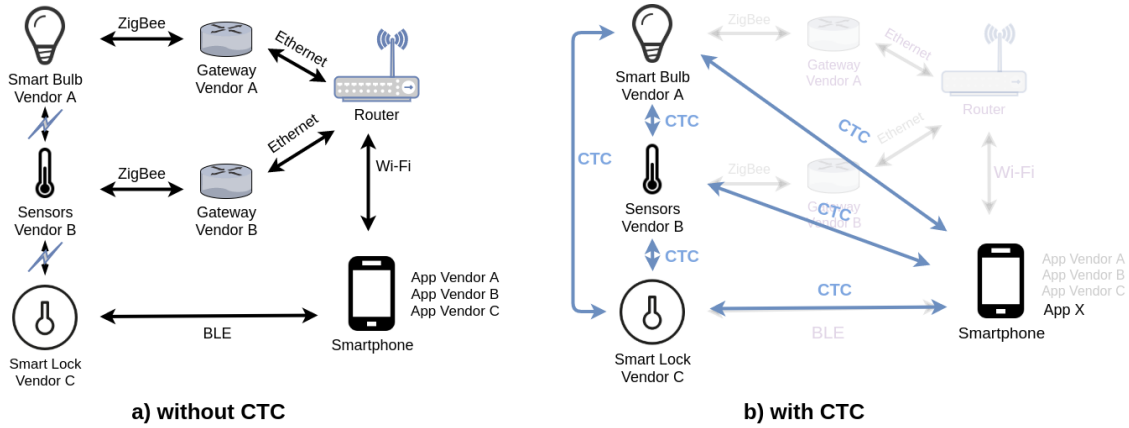 ZigBee
Ethernet
Smart Bulb
Vendor A
Gateway
Vendor A
Router
Ethernet
ZigBee
Wi-Fi
Sensors
Vendor B
Gateway
Vendor B
App Vendor A
App Vendor B
App Vendor C
BLE
Smartphone
Smart Lock
Vendor C
a) without CTC
ZigBee
Ethernet
Smart Bulb
Vendor A
Gateway
Vendor A
Router
CTC
CTC
Ethernet
CTC
ZigBee
Wi-Fi
Sensors
Vendor B
Gateway
Vendor B
CTC
CTC
App Vendor A
App Vendor B
App Vendor C
App X
CTC
BLE
Smartphone
Smart Lock
Vendor C
b) with CTC